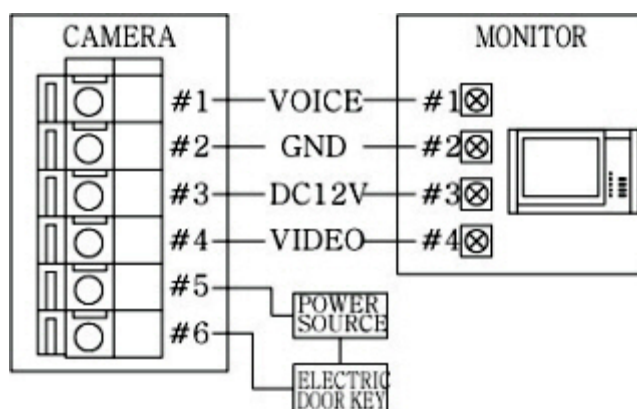 CAMERA MONITOR
#1 VOICE #1
#2 GND #2
#3 DC12V #3
#4 VIDEO #4
#5
POWER
SOURCE
#6
ELECTRIC
DOOR KEY